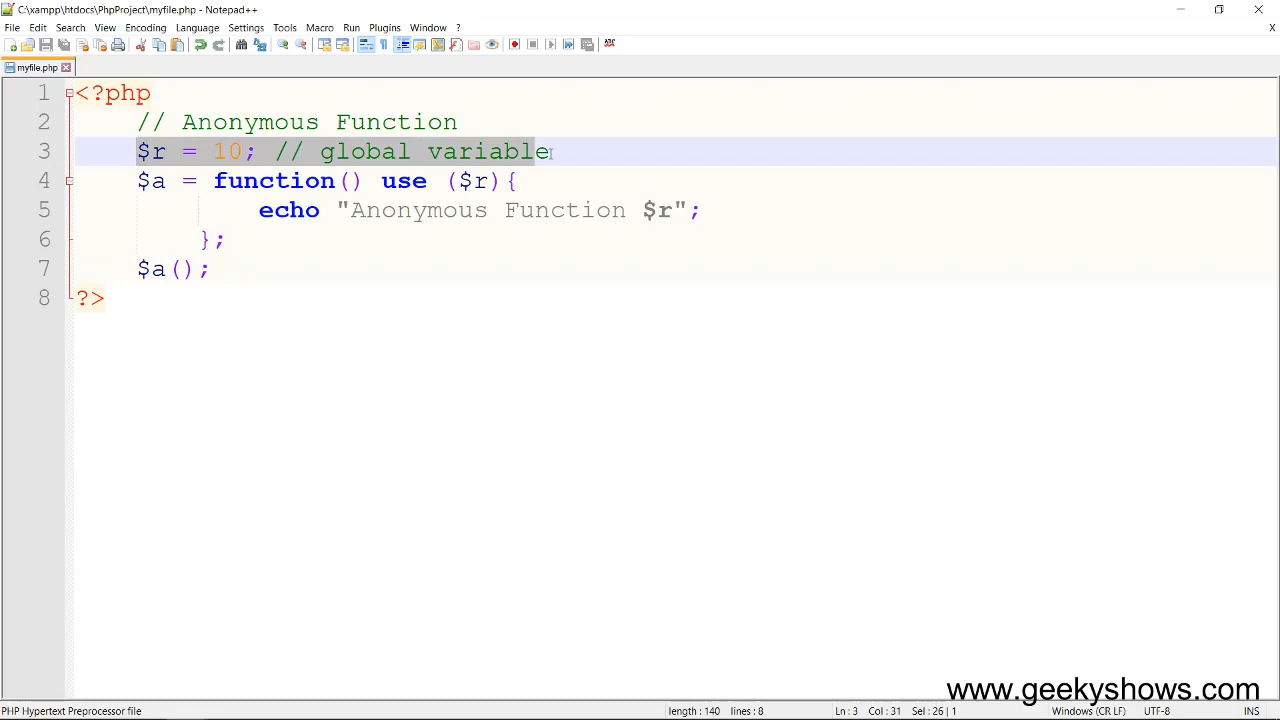 C:\xampp\htdocs\PhpProject\myfile.php - Notepad++
File Edit Search View Encoding Language Settings Tools Macro Run Plugins Window ? X
myfile.php
1 <?php
2 // Anonymous Function
3 $r = 10; // global variable
4 $a = function() use ($r){
5 echo "Anonymous Function $r";
6 };
7 $a();
8 ?>
www.geekyshows.com
PHP Hypertext Preprocessor file length : 140 lines : 8 Ln : 3 Col : 31 Sel : 26 | 1 Windows (CR LF) UTF-8 INS